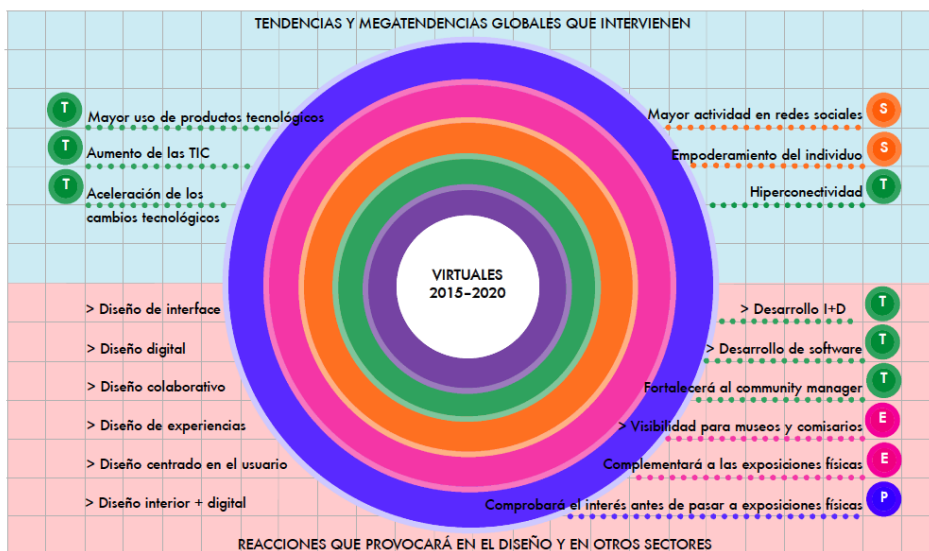 TENDENCIAS Y MEGATENDENCIAS GLOBALES QUE INTERVIENEN
T Mayor uso de productos tecnológicos
T Aumento de las TIC
T Aceleración de los
cambios tecnológicos
Mayor actividad en redes sociales S
Empoderamiento del individuo S
Hiperconectividad T
VIRTUALES
2015–2020
> Diseño de interface
> Diseño digital
> Diseño colaborativo
> Diseño de experiencias
> Diseño centrado en el usuario
> Diseño interior + digital
> Desarrollo I+D T
> Desarrollo de software T
Fortalecerá al community manager T
> Visibilidad para museos y comisarios E
Complementará a las exposiciones físicas E
Comprobará el interés antes de pasar a exposiciones físicas P
REACCIONES QUE PROVOCARÁ EN EL DISEÑO Y EN OTROS SECTORES